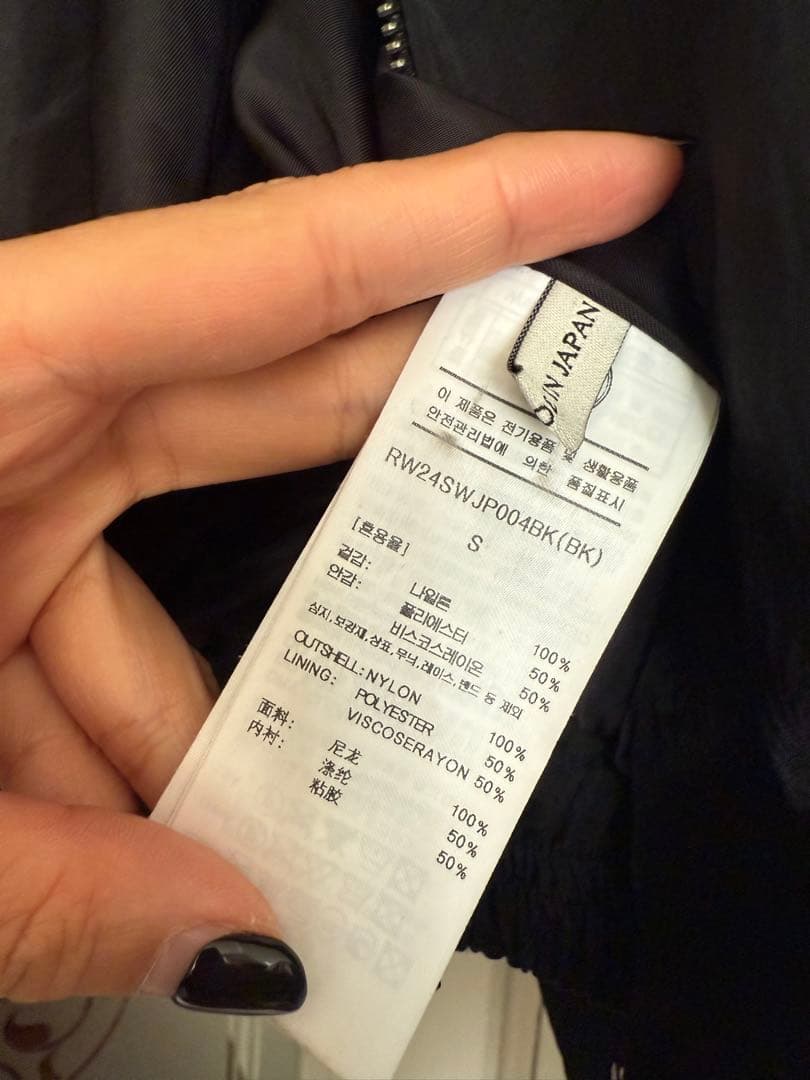 IN JAPAN
이 제품은 전기용품 및 생활용품
안전관리법에 의한 품질표시
RW24SWJP004BK(BK)
S
[혼용율]
겉감: 나일론 100%
안감: 폴리에스터 50%
비스코스레이온 50%
심지,보강재,상표,무늬,레이스,밴드 등 제외
OUTSHELL: NYLON 100%
LINING: POLYESTER 50%
VISCOSERAYON 50%
面料: 尼龙 100%
内衬: 涤纶 50%
粘胶 50%